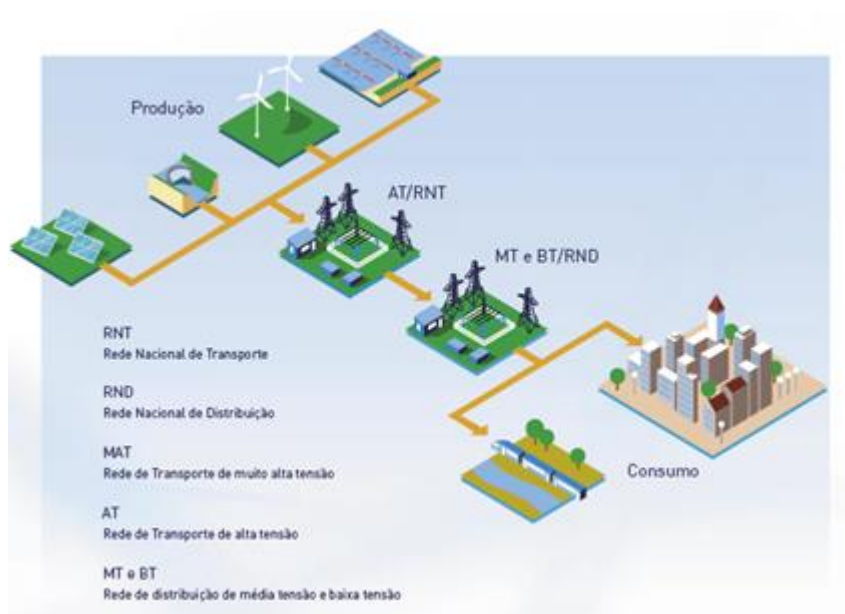 Produção
AT/RNT
MT e BT/RND
RNT
Rede Nacional de Transporte
RND
Rede Nacional de Distribuição
MAT
Rede de Transporte de muito alta tensão
AT
Rede de Transporte de alta tensão
Consumo
MT e BT
Rede de distribuição de média tensão e baixa tensão